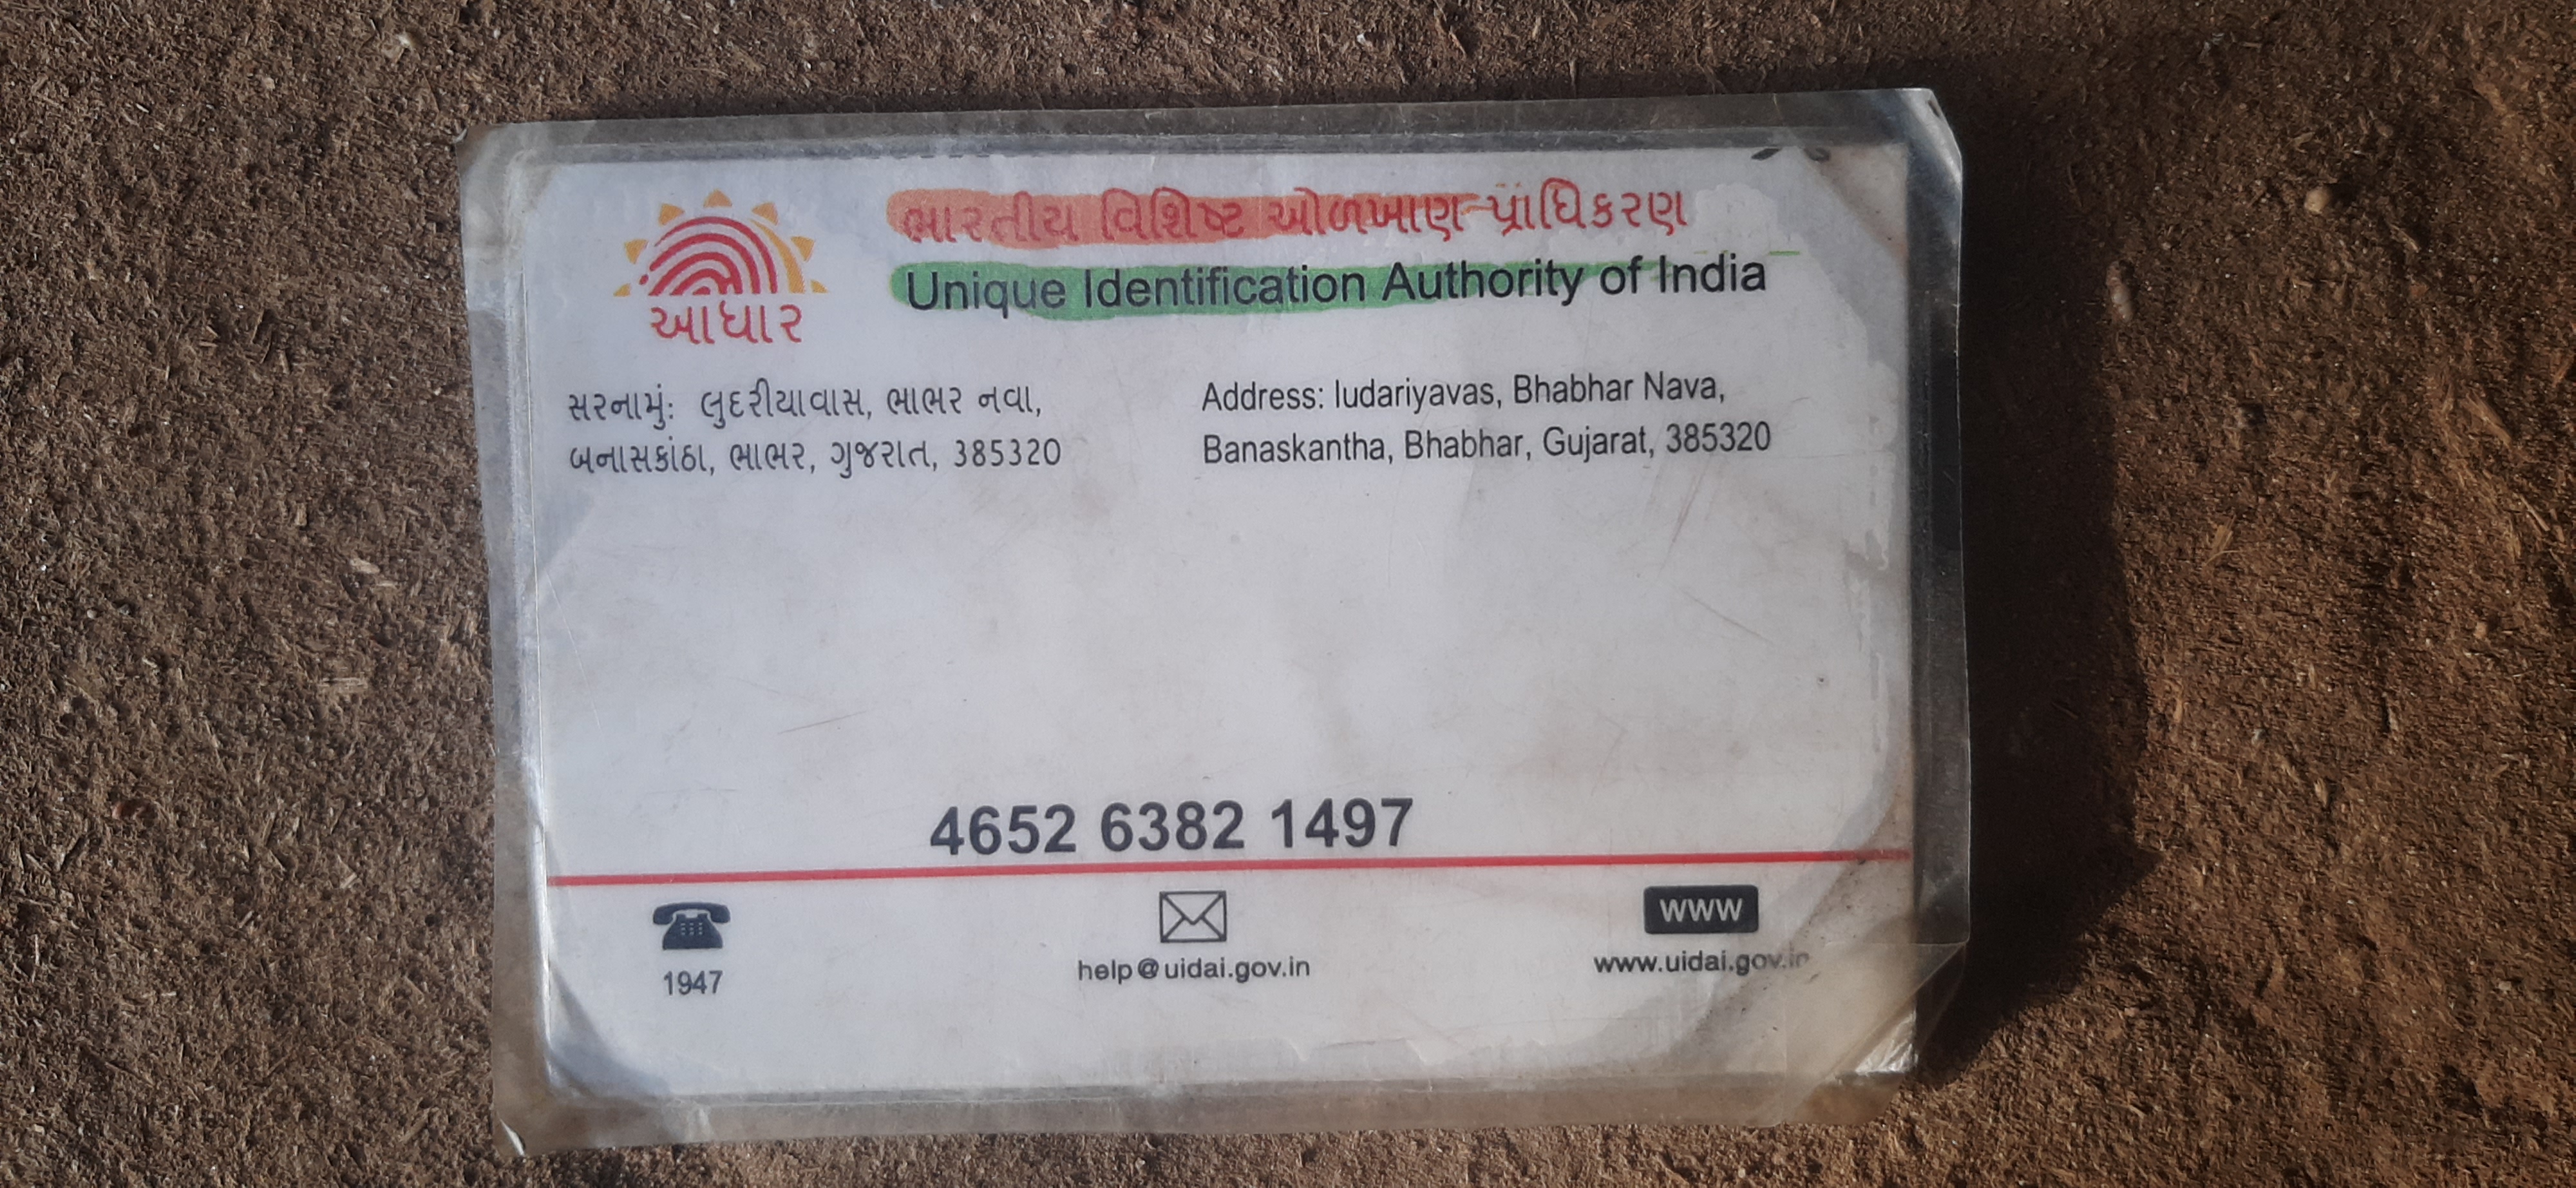 ભારતીય વિશિષ્ટ ઓળખાણ પ્રાધિકરણ
Unique Identification Authority of India
આધાર
સરનામું: લુદરીયાવાસ, ભાભર નવા,
બનાસકાંઠા, ભાભર, ગુજરાત, 385320
Address: ludariyavas, Bhabhar Nava,
Banaskantha, Bhabhar, Gujarat, 385320
4652 6382 1497
WWW
1947
help@uidai.gov.in
www.uidai.gov.in